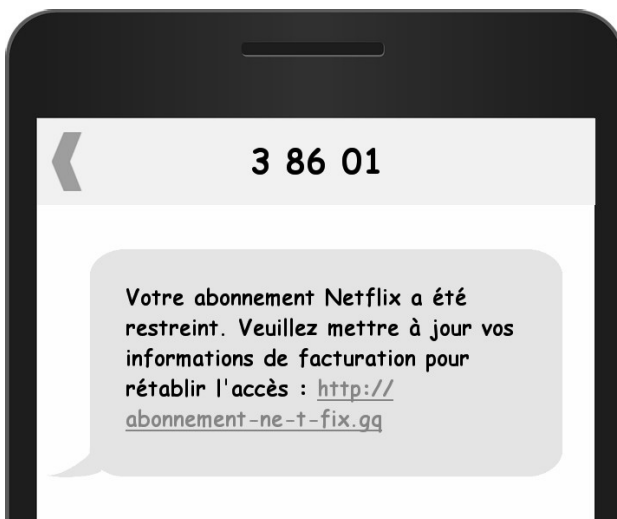 3 86 01
Votre abonnement Netflix a été
restreint. Veuillez mettre à jour vos
informations de facturation pour
rétablir l'accès : http://
abonnement-ne-t-fix.gq